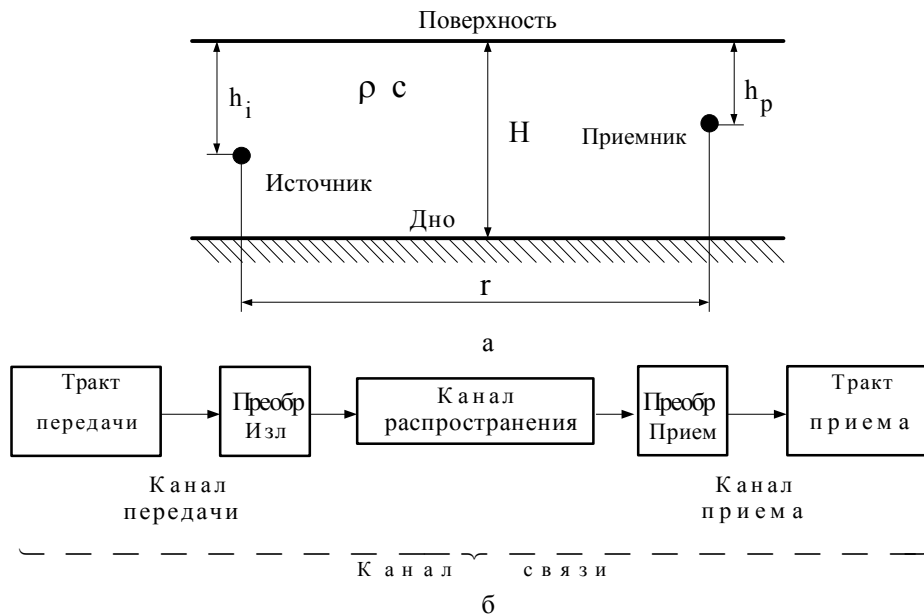 Поверхность
h i
ρ c
H
h p
Приемник
Источник
Дно
r
а
Тракт
передачи
Преобр
Изл
Канал
распространения
Преобр
Прием
Тракт
приема
Канал
передачи
Канал
приема
Канал связи
б